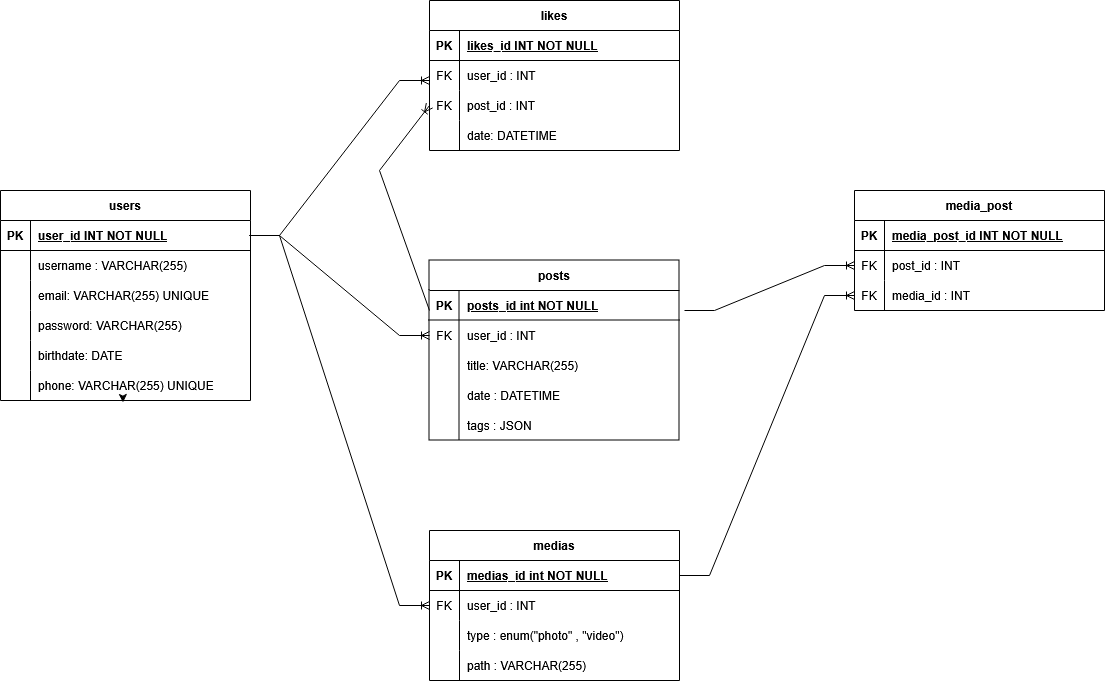 likes
PK likes_id INT NOT NULL
FK user_id : INT
FK post_id : INT
date: DATETIME
users
PK user_id INT NOT NULL
username : VARCHAR(255)
email: VARCHAR(255) UNIQUE
password: VARCHAR(255)
birthdate: DATE
phone: VARCHAR(255) UNIQUE
posts
PK posts_id int NOT NULL
FK user_id : INT
title: VARCHAR(255)
date : DATETIME
tags : JSON
media_post
PK media_post_id INT NOT NULL
FK post_id : INT
FK media_id : INT
medias
PK medias_id int NOT NULL
FK user_id : INT
type : enum("photo" , "video")
path : VARCHAR(255)